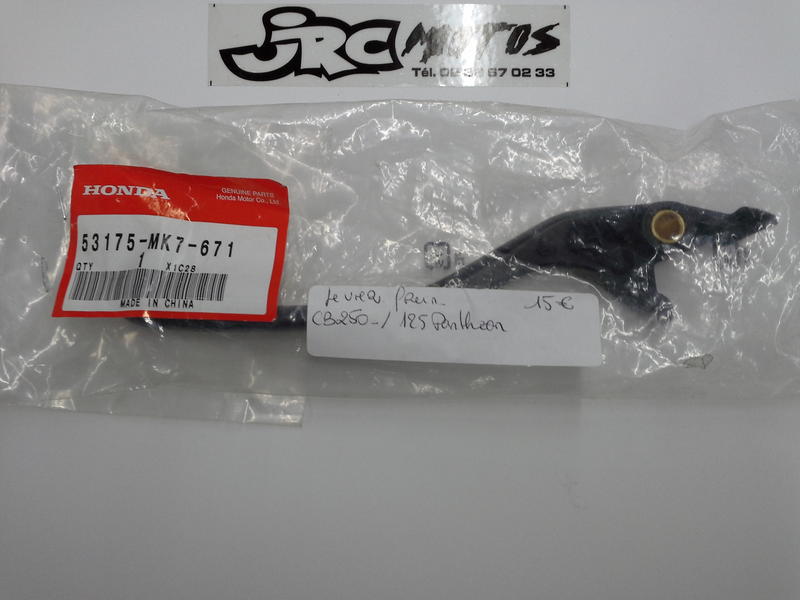 JRC MOTOS
Tél. 02 32 67 02 33
HONDA
GENUINE PARTS
Honda Motor Co., Ltd.
53175-MK7-671
QTY 1 X1C28
MADE IN CHINA
Levier Frein 15 €
CB250 - / 125 Pantheon